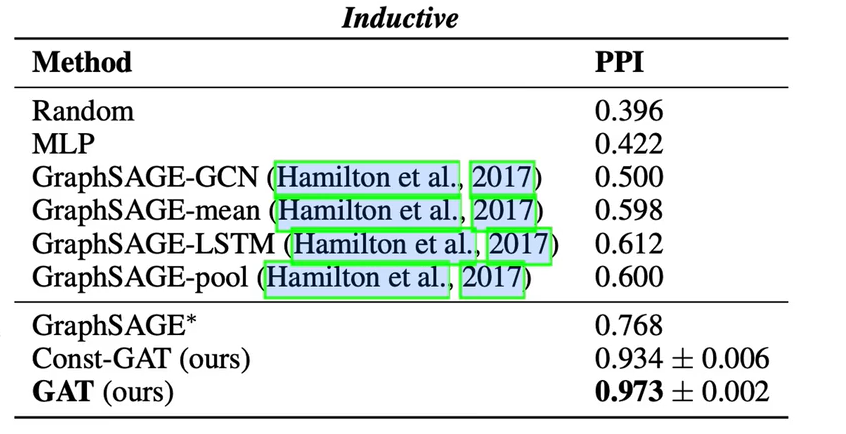 Inductive
Method PPI
Random 0.396
MLP 0.422
GraphSAGE-GCN (Hamilton et al., 2017) 0.500
GraphSAGE-mean (Hamilton et al., 2017) 0.598
GraphSAGE-LSTM (Hamilton et al., 2017) 0.612
GraphSAGE-pool (Hamilton et al., 2017) 0.600
GraphSAGE* 0.768
Const-GAT (ours) 0.934 ± 0.006
GAT (ours) 0.973 ± 0.002